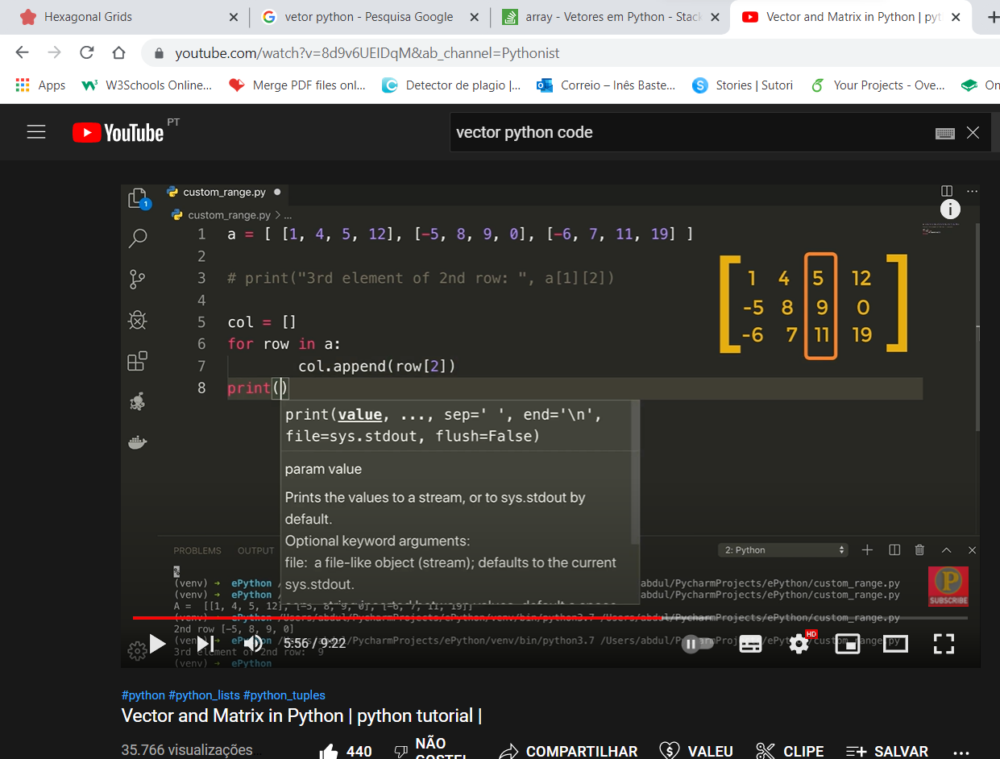 Hexagonal Grids
vetor python - Pesquisa Google
array - Vetores em Python - Stack
Vector and Matrix in Python | pyt
youtube.com/watch?v=8d9v6UEIDqM&ab_channel=Pythonist
Apps W3Schools Online... Merge PDF files onl... Detector de plagio |... Correio – Inês Baste... Stories | Sutori Your Projects - Ove... On
YouTube PT
vector python code
1
custom_range.py
custom_range.py > ...
1 a = [ [1, 4, 5, 12], [-5, 8, 9, 0], [-6, 7, 11, 19] ]
2
3 # print("3rd element of 2nd row: ", a[1][2])
4
5 col = []
6 for row in a:
7 col.append(row[2])
8 print()
1 4 5 12
-5 8 9 0
-6 7 11 19
print(value, ..., sep=' ', end='\n',
file=sys.stdout, flush=False)
param value
Prints the values to a stream, or to sys.stdout by
default.
Optional keyword arguments:
file: a file-like object (stream); defaults to the current
sys.stdout.
PROBLEMS OUTPUT
2: Python
%
(venv) → ePython / abdul/PycharmProjects/ePython/custom_range.py
(venv) → ePython / abdul/PycharmProjects/ePython/custom_range.py
A = [[1, 4, 5, 12], [-5, 8, 9, 0], [-6, 7, 11, 19]]
(venv) → ePython /Users/abdul/PycharmProjects/ePython/venv/bin/python3.7 /Users/abdul/PycharmProjects/ePython/custom_range.py
2nd row [-5, 8, 9, 0]
(venv) → ePython /Users/abdul/PycharmProjects/ePython/venv/bin/python3.7 /Users/abdul/PycharmProjects/ePython/custom_range.py
3rd element of 2nd row: 9
(venv) → ePython
P
SUBSCRIBE
5:56 / 9:22
HD
#python #python_lists #python_tuples
Vector and Matrix in Python | python tutorial |
35.766 visualizações
440 NÃO GOSTEI COMPARTILHAR VALEU CLIPE SALVAR ...